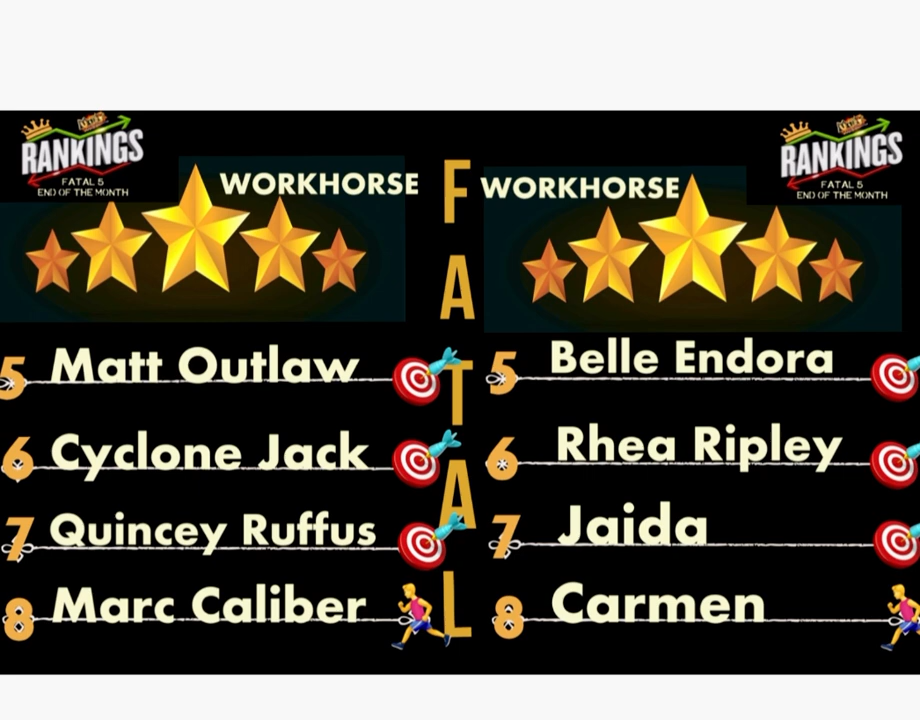 RANKINGS
FATAL 5
END OF THE MONTH
WORKHORSE
5 Matt Outlaw
6 Cyclone Jack
7 Quincey Ruffus
8 Marc Caliber
F
A
T
A
L
RANKINGS
FATAL 5
END OF THE MONTH
WORKHORSE
5 Belle Endora
6 Rhea Ripley
7 Jaida
8 Carmen